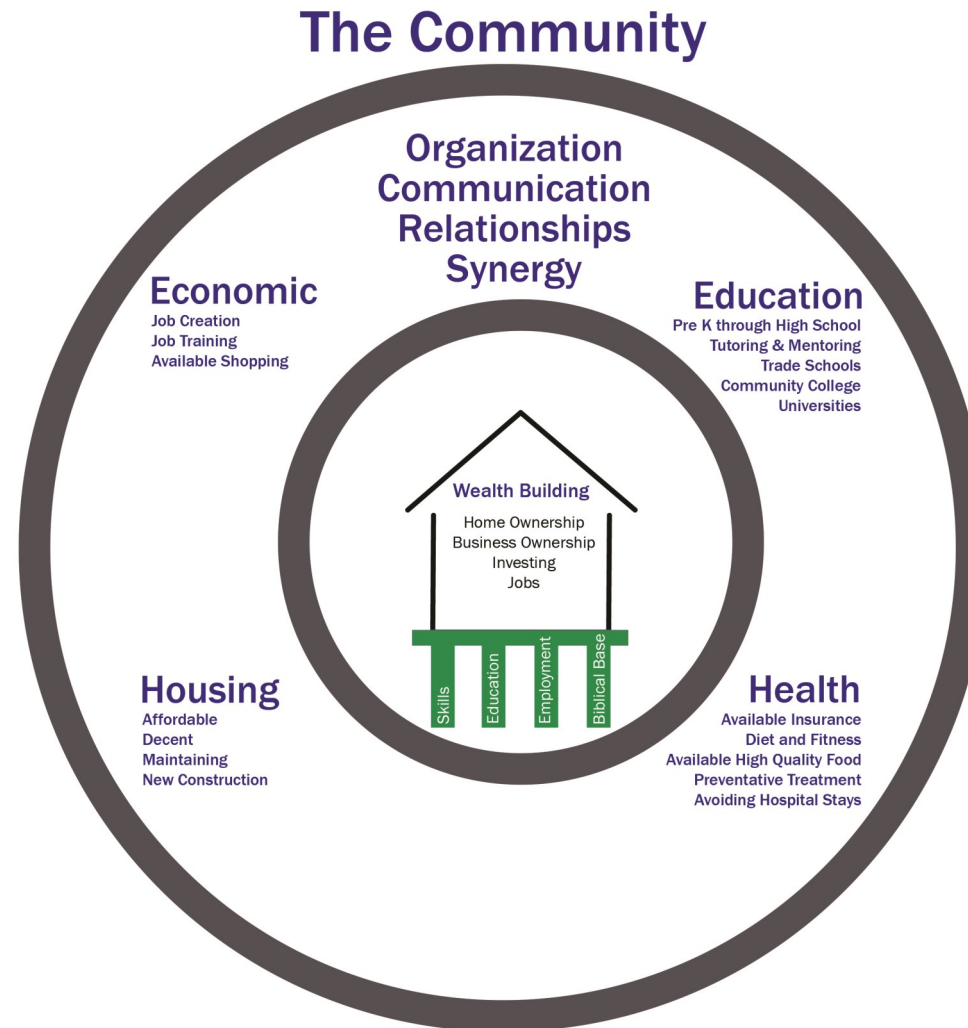 The Community
Organization
Communication
Relationships
Synergy
Economic
Job Creation
Job Training
Available Shopping
Education
Pre K through High School
Tutoring & Mentoring
Trade Schools
Community College
Universities
Wealth Building
Home Ownership
Business Ownership
Investing
Jobs
Skills
Education
Employment
Biblical Base
Housing
Affordable
Decent
Maintaining
New Construction
Health
Available Insurance
Diet and Fitness
Available High Quality Food
Preventative Treatment
Avoiding Hospital Stays